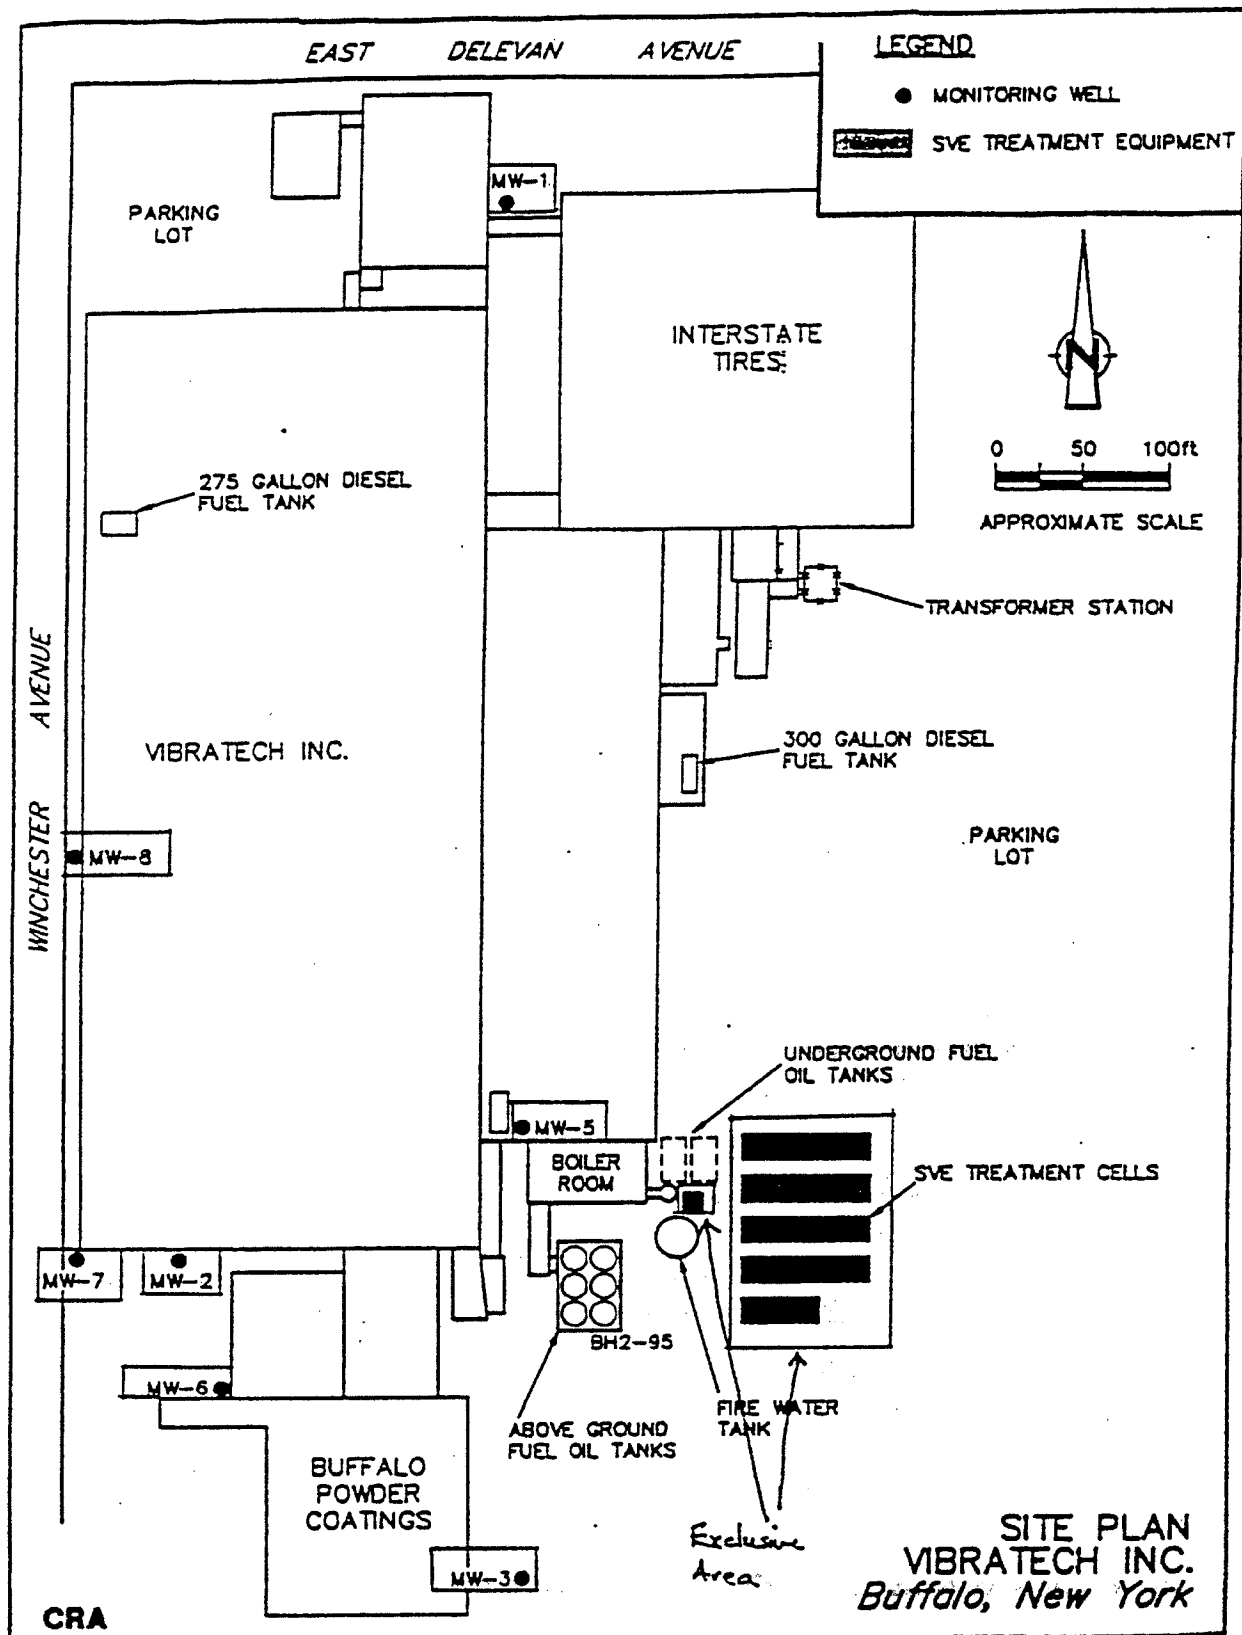 EAST DELEVAN AVENUE
LEGEND
MONITORING WELL
SVE TREATMENT EQUIPMENT
MW-1
PARKING
LOT
INTERSTATE
TIRES
N
0 50 100ft
APPROXIMATE SCALE
275 GALLON DIESEL
FUEL TANK
TRANSFORMER STATION
WINCHESTER AVENUE
VIBRATECH INC.
300 GALLON DIESEL
FUEL TANK
PARKING
LOT
MW-8
UNDERGROUND FUEL
OIL TANKS
MW-5
BOILER
ROOM
SVE TREATMENT CELLS
MW-7
MW-2
BH2-95
MW-6
FIRE WATER
TANK
ABOVE GROUND
FUEL OIL TANKS
BUFFALO
POWDER
COATINGS
Exclusive
Area
MW-3
SITE PLAN
VIBRATECH INC.
Buffalo, New York
CRA